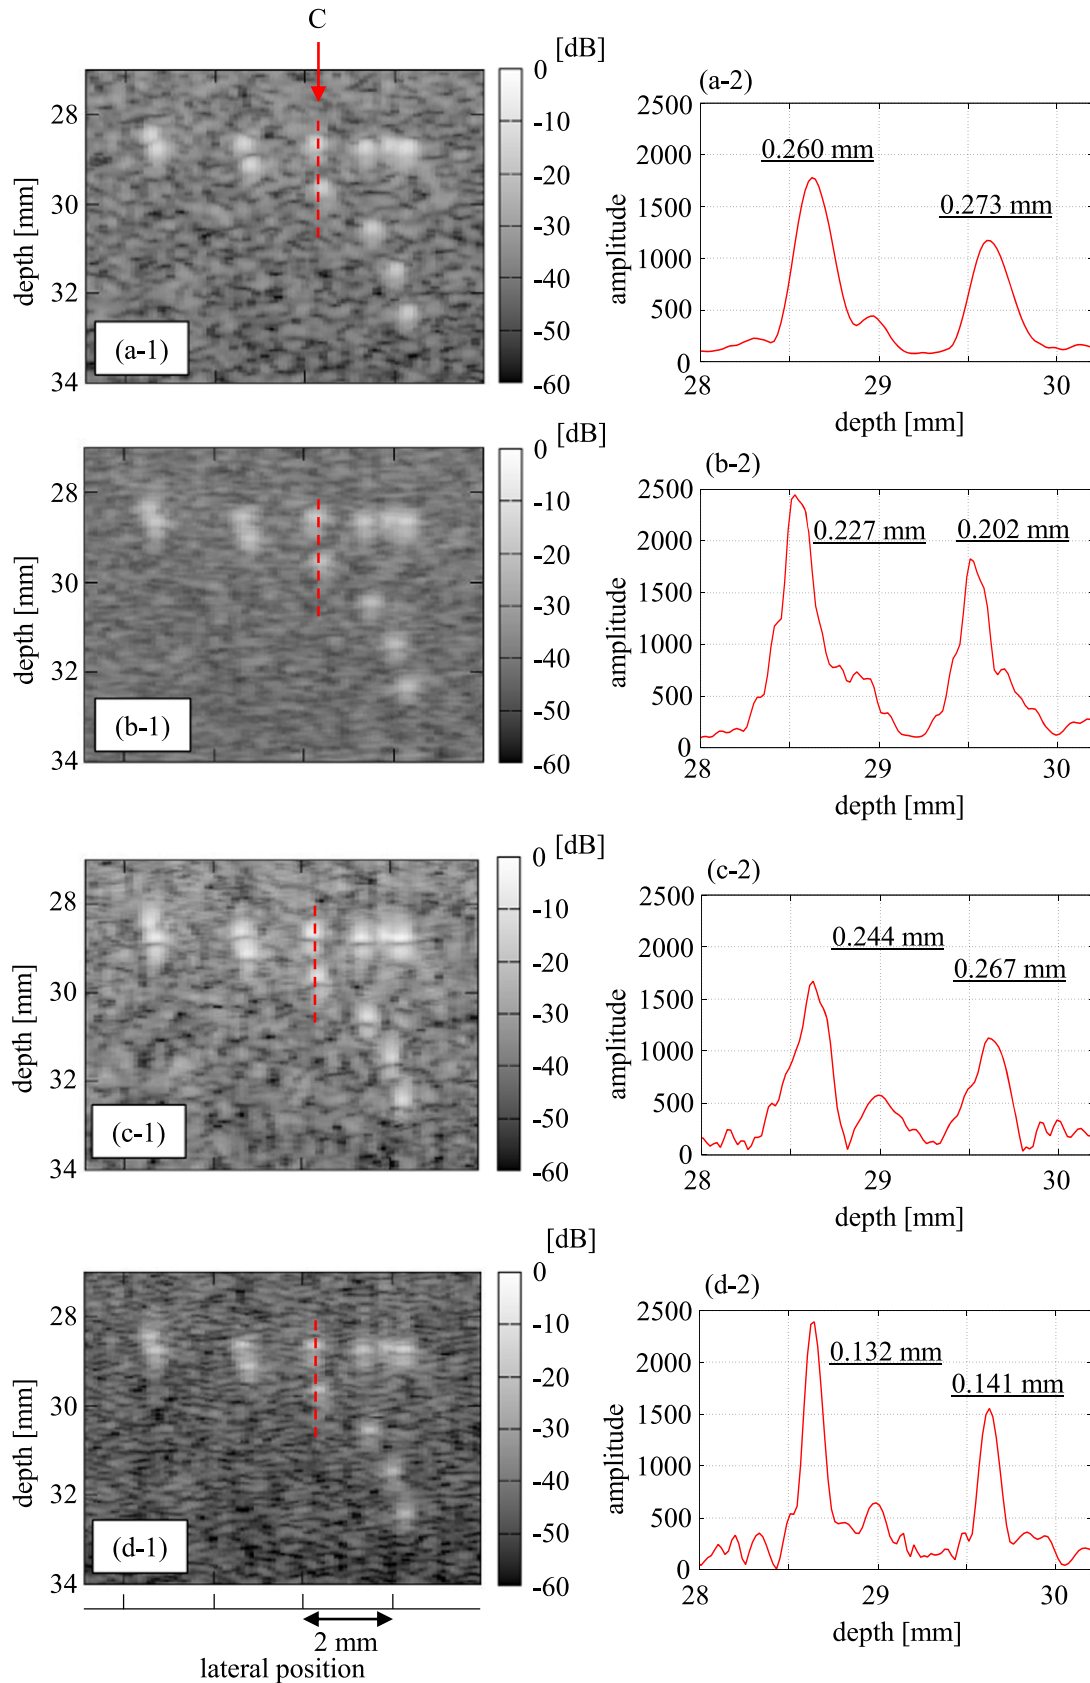 C
[dB]
0
-10
-20
-30
-40
-50
-60
28
30
32
34
depth [mm]
(a-1)
(a-2)
2500
2000
1500
1000
500
0
amplitude
0.260 mm
0.273 mm
28
29
30
depth [mm]
[dB]
0
-10
-20
-30
-40
-50
-60
28
30
32
34
depth [mm]
(b-1)
(b-2)
2500
2000
1500
1000
500
0
amplitude
0.227 mm
0.202 mm
28
29
30
depth [mm]
[dB]
0
-10
-20
-30
-40
-50
-60
28
30
32
34
depth [mm]
(c-1)
(c-2)
2500
2000
1500
1000
500
0
amplitude
0.244 mm
0.267 mm
28
29
30
depth [mm]
[dB]
0
-10
-20
-30
-40
-50
-60
28
30
32
34
depth [mm]
(d-1)
2 mm
lateral position
(d-2)
2500
2000
1500
1000
500
0
amplitude
0.132 mm
0.141 mm
28
29
30
depth [mm]